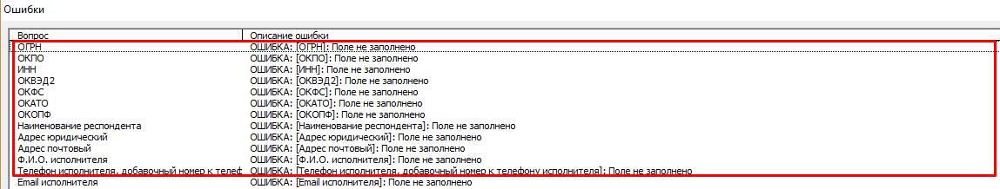 Ошибки
Вопрос Описание ошибки
ОГРН ОШИБКА: [ОГРН]: Поле не заполнено
ОКПО ОШИБКА: [ОКПО]: Поле не заполнено
ИНН ОШИБКА: [ИНН]: Поле не заполнено
ОКВЭД2 ОШИБКА: [ОКВЭД2]: Поле не заполнено
ОКФС ОШИБКА: [ОКФС]: Поле не заполнено
ОКАТО ОШИБКА: [ОКАТО]: Поле не заполнено
ОКОПФ ОШИБКА: [ОКОПФ]: Поле не заполнено
Наименование респондента ОШИБКА: [Наименование респондента]: Поле не заполнено
Адрес юридический ОШИБКА: [Адрес юридический]: Поле не заполнено
Адрес почтовый ОШИБКА: [Адрес почтовый]: Поле не заполнено
Ф.И.О. исполнителя ОШИБКА: [Ф.И.О. исполнителя]: Поле не заполнено
Телефон исполнителя, добавочный номер к телеф ОШИБКА: [Телефон исполнителя, добавочный номер к телефону исполнителя]: Поле не заполнено
Email исполнителя ОШИБКА: [Email исполнителя]: Поле не заполнено